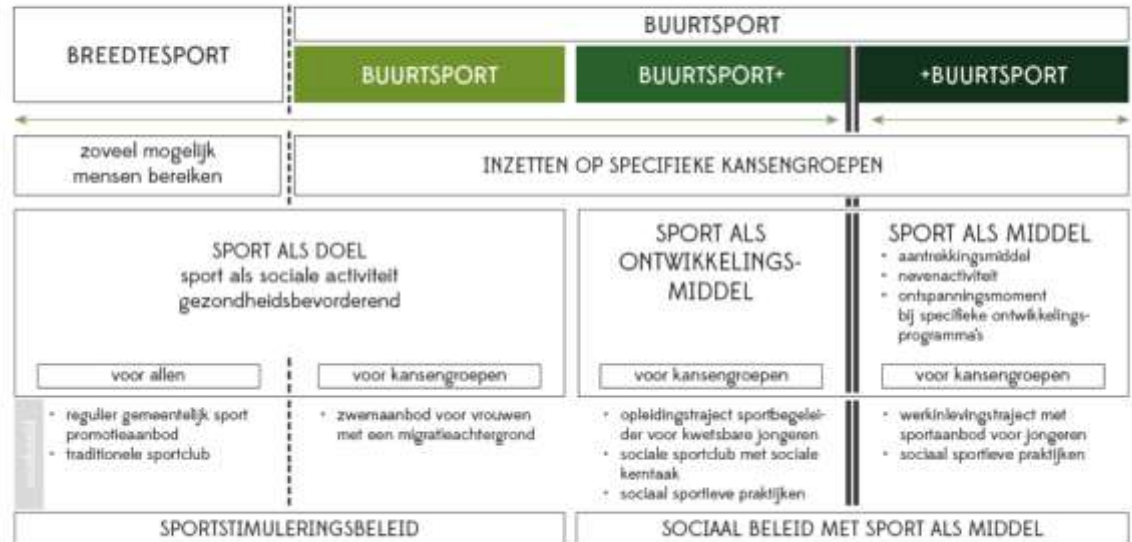 BREEDTESPORT
BUURTSPORT
BUURTSPORT
BUURTSPORT+
+BUURTSPORT
zoveel mogelijk
mensen bereiken
INZETTEN OP SPECIFIEKE KANSENGROEPEN
SPORT ALS DOEL
sport als sociale activiteit
gezondheidsbevorderend
voor allen
voor kansengroepen
SPORT ALS
ONTWIKKELINGS-
MIDDEL
voor kansengroepen
SPORT ALS MIDDEL
• aantrekkingsmiddel
• nevenactiviteit
• ontspanningsmoment
bij specifieke ontwikkelings-
programma's
voor kansengroepen
• regulier gemeentelijk sport
promotieaanbod
• traditionele sportclub
• zwemaanbod voor vrouwen
met een migratieachtergrond
• opleidingstraject sportbegelei-
der voor kwetsbare jongeren
• sociale sportclub met sociale
kerntaak
• sociaal sportieve praktijken
• werkinlevingstraject met
sportaanbod voor jongeren
• sociaal sportieve praktijken
SPORTSTIMULERINGSBELEID
SOCIAAL BELEID MET SPORT ALS MIDDEL